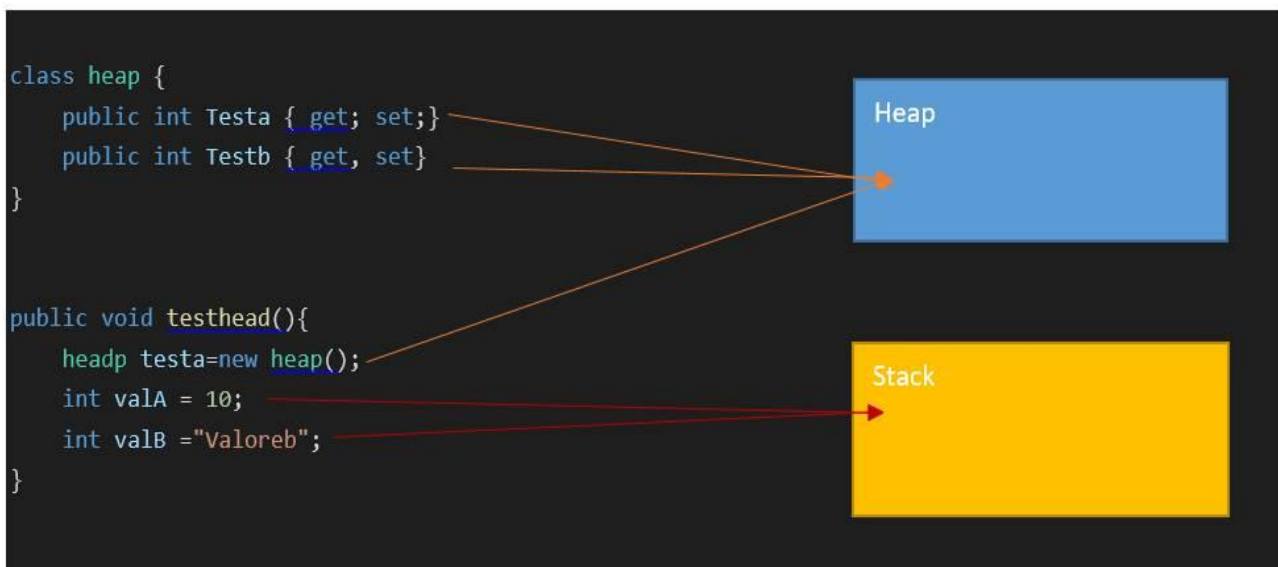 class heap {
public int Testa { get; set;}
public int Testb { get, set}
}
public void testhead(){
headp testa=new heap();
int valA = 10;
int valB ="Valoreb";
}
Heap
Stack